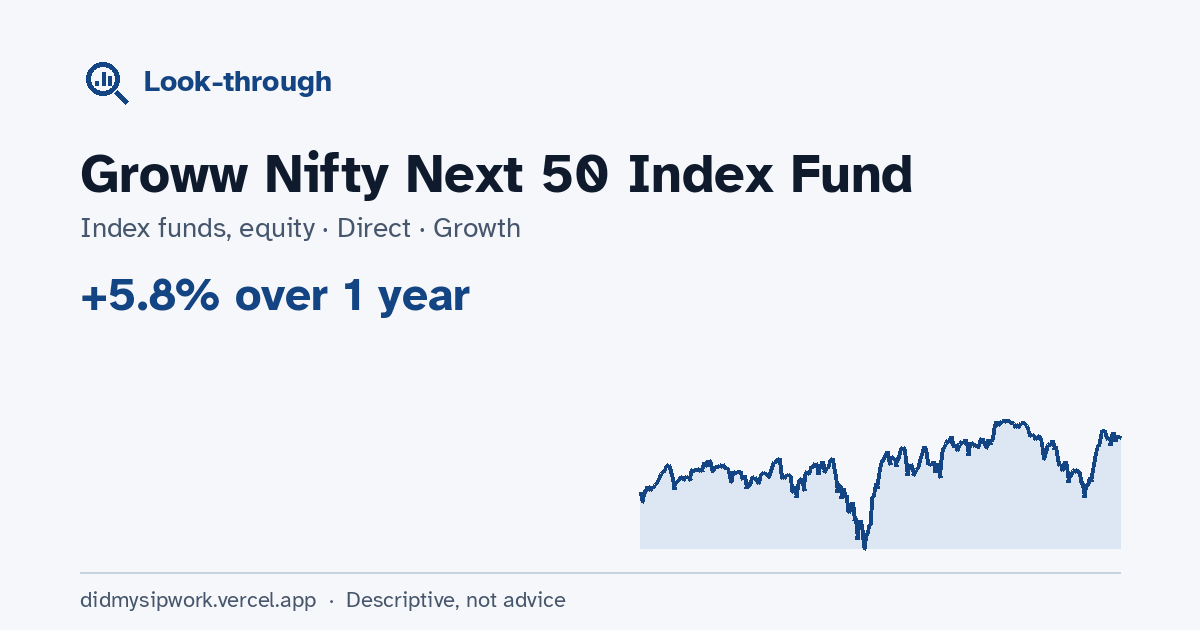 Look-through
Groww Nifty Next 50 Index Fund
Index funds, equity · Direct · Growth
+5.8% over 1 year
didmysipwork.vercel.app · Descriptive, not advice